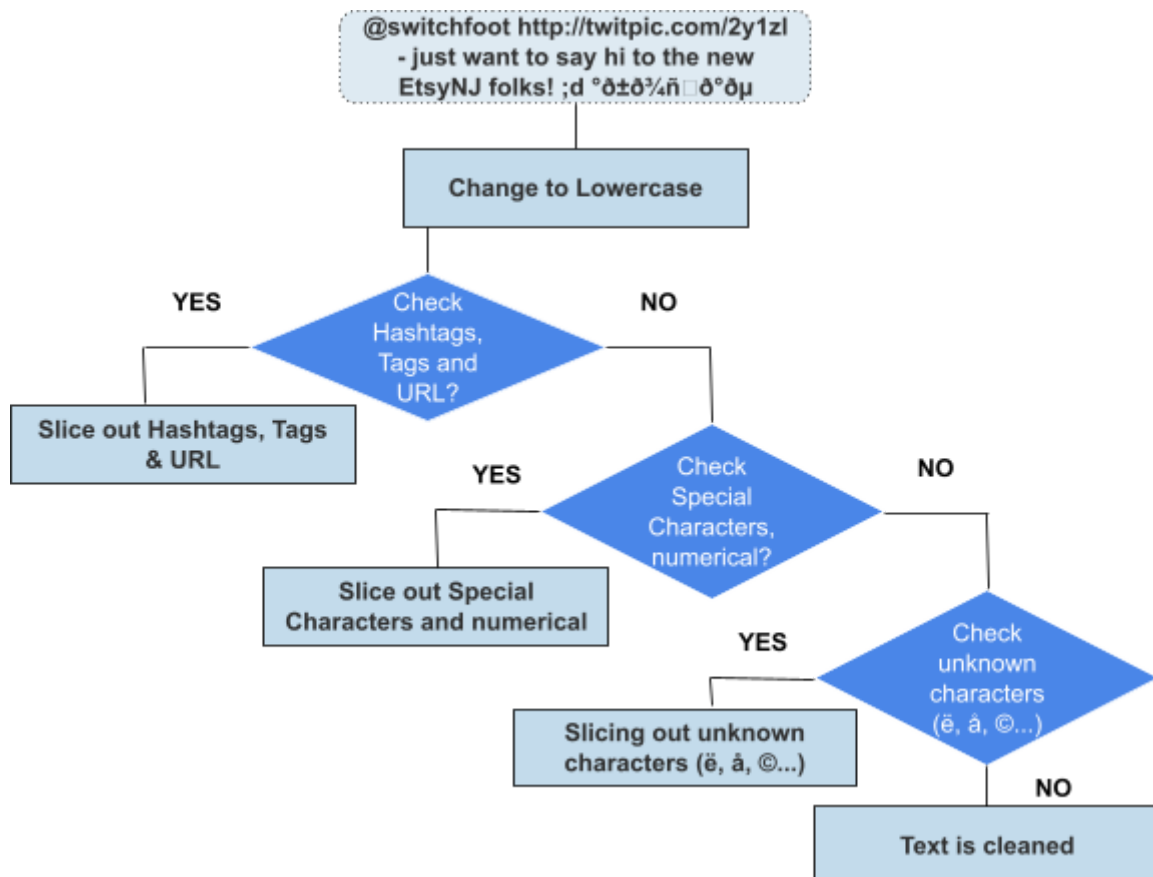 @switchfoot http://twitpic.com/2y1zl
- just want to say hi to the new
EtsyNJ folks! ;d °ð±ð¾ñ□ð°ðµ
Change to Lowercase
YES
Check
Hashtags,
Tags and
URL?
NO
Slice out Hashtags, Tags
& URL
YES
Check
Special
Characters,
numerical?
NO
Slice out Special
Characters and numerical
YES
Check
unknown
characters
(ë, å, ©...)
Slicing out unknown
characters (ë, å, ©...)
NO
Text is cleaned